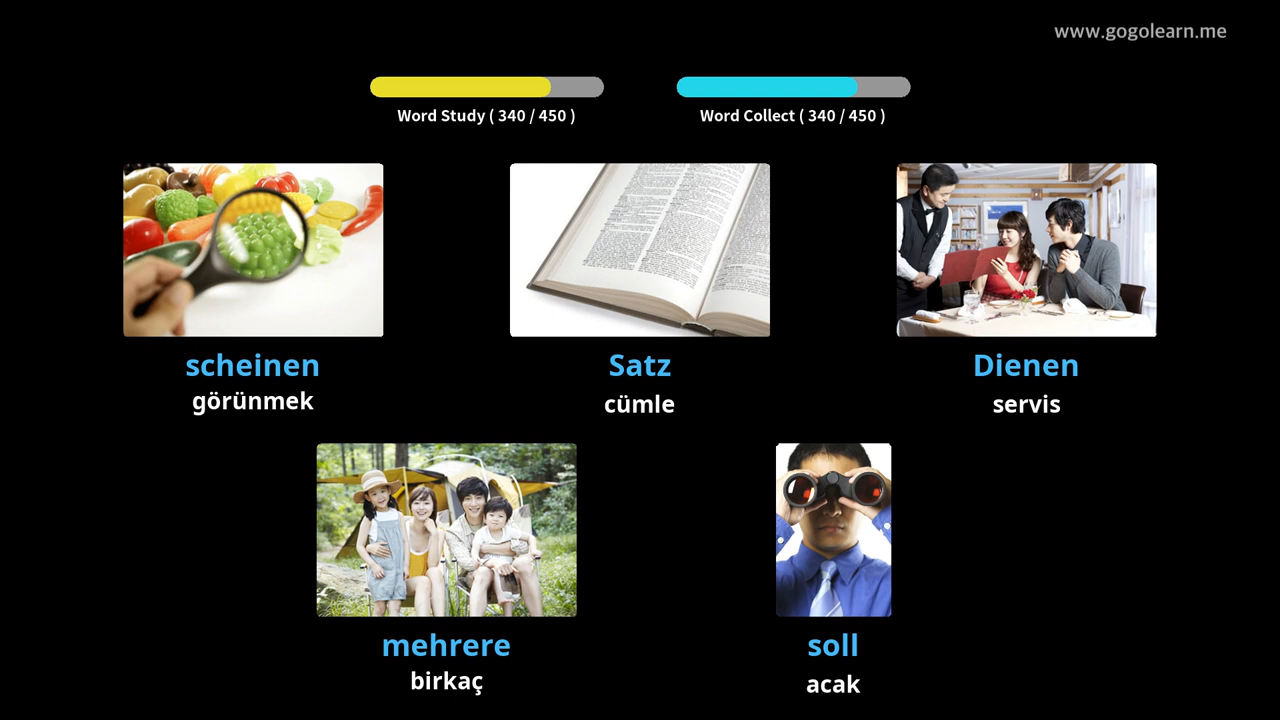 www.gogolearn.me
Word Study ( 340 / 450 )
Word Collect ( 340 / 450 )
scheinen
görünmek
Satz
cümle
Dienen
servis
mehrere
birkaç
soll
acak